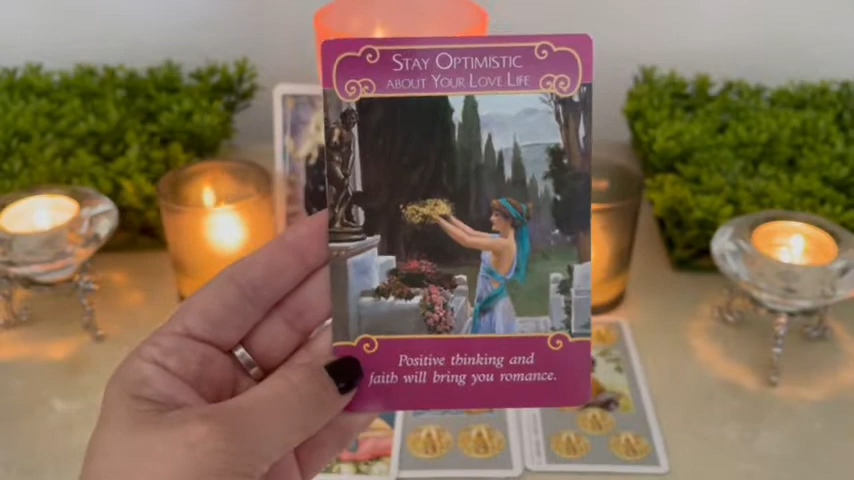 Stay Optimistic
about Your Love Life
Positive thinking and
faith will bring you romance.